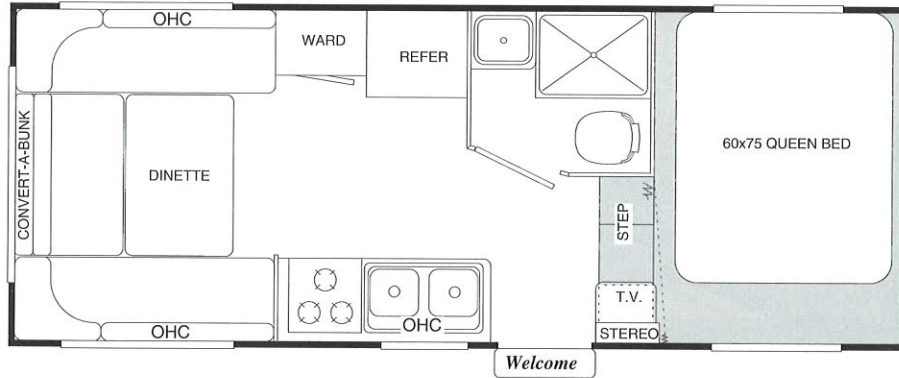 OHC
WARD
REFER
CONVERT-A-BUNK
DINETTE
60x75 QUEEN BED
STEP
T.V.
OHC
OHC
STEREO
Welcome